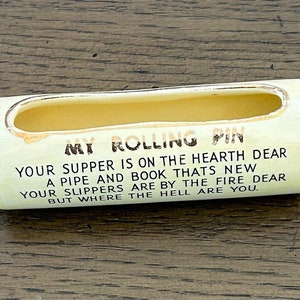 MY ROLLING PIN
YOUR SUPPER IS ON THE HEARTH DEAR
A PIPE AND BOOK THATS NEW
YOUR SLIPPERS ARE BY THE FIRE DEAR
BUT WHERE THE HELL ARE YOU.